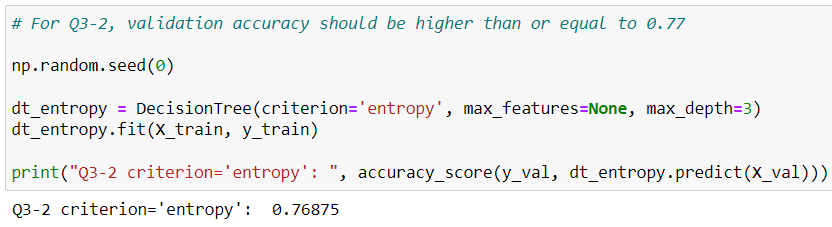 # For Q3-2, validation accuracy should be higher than or equal to 0.77
np.random.seed(0)
dt_entropy = DecisionTree(criterion='entropy', max_features=None, max_depth=3)
dt_entropy.fit(X_train, y_train)
print("Q3-2 criterion='entropy': ", accuracy_score(y_val, dt_entropy.predict(X_val)))
Q3-2 criterion='entropy':  0.76875